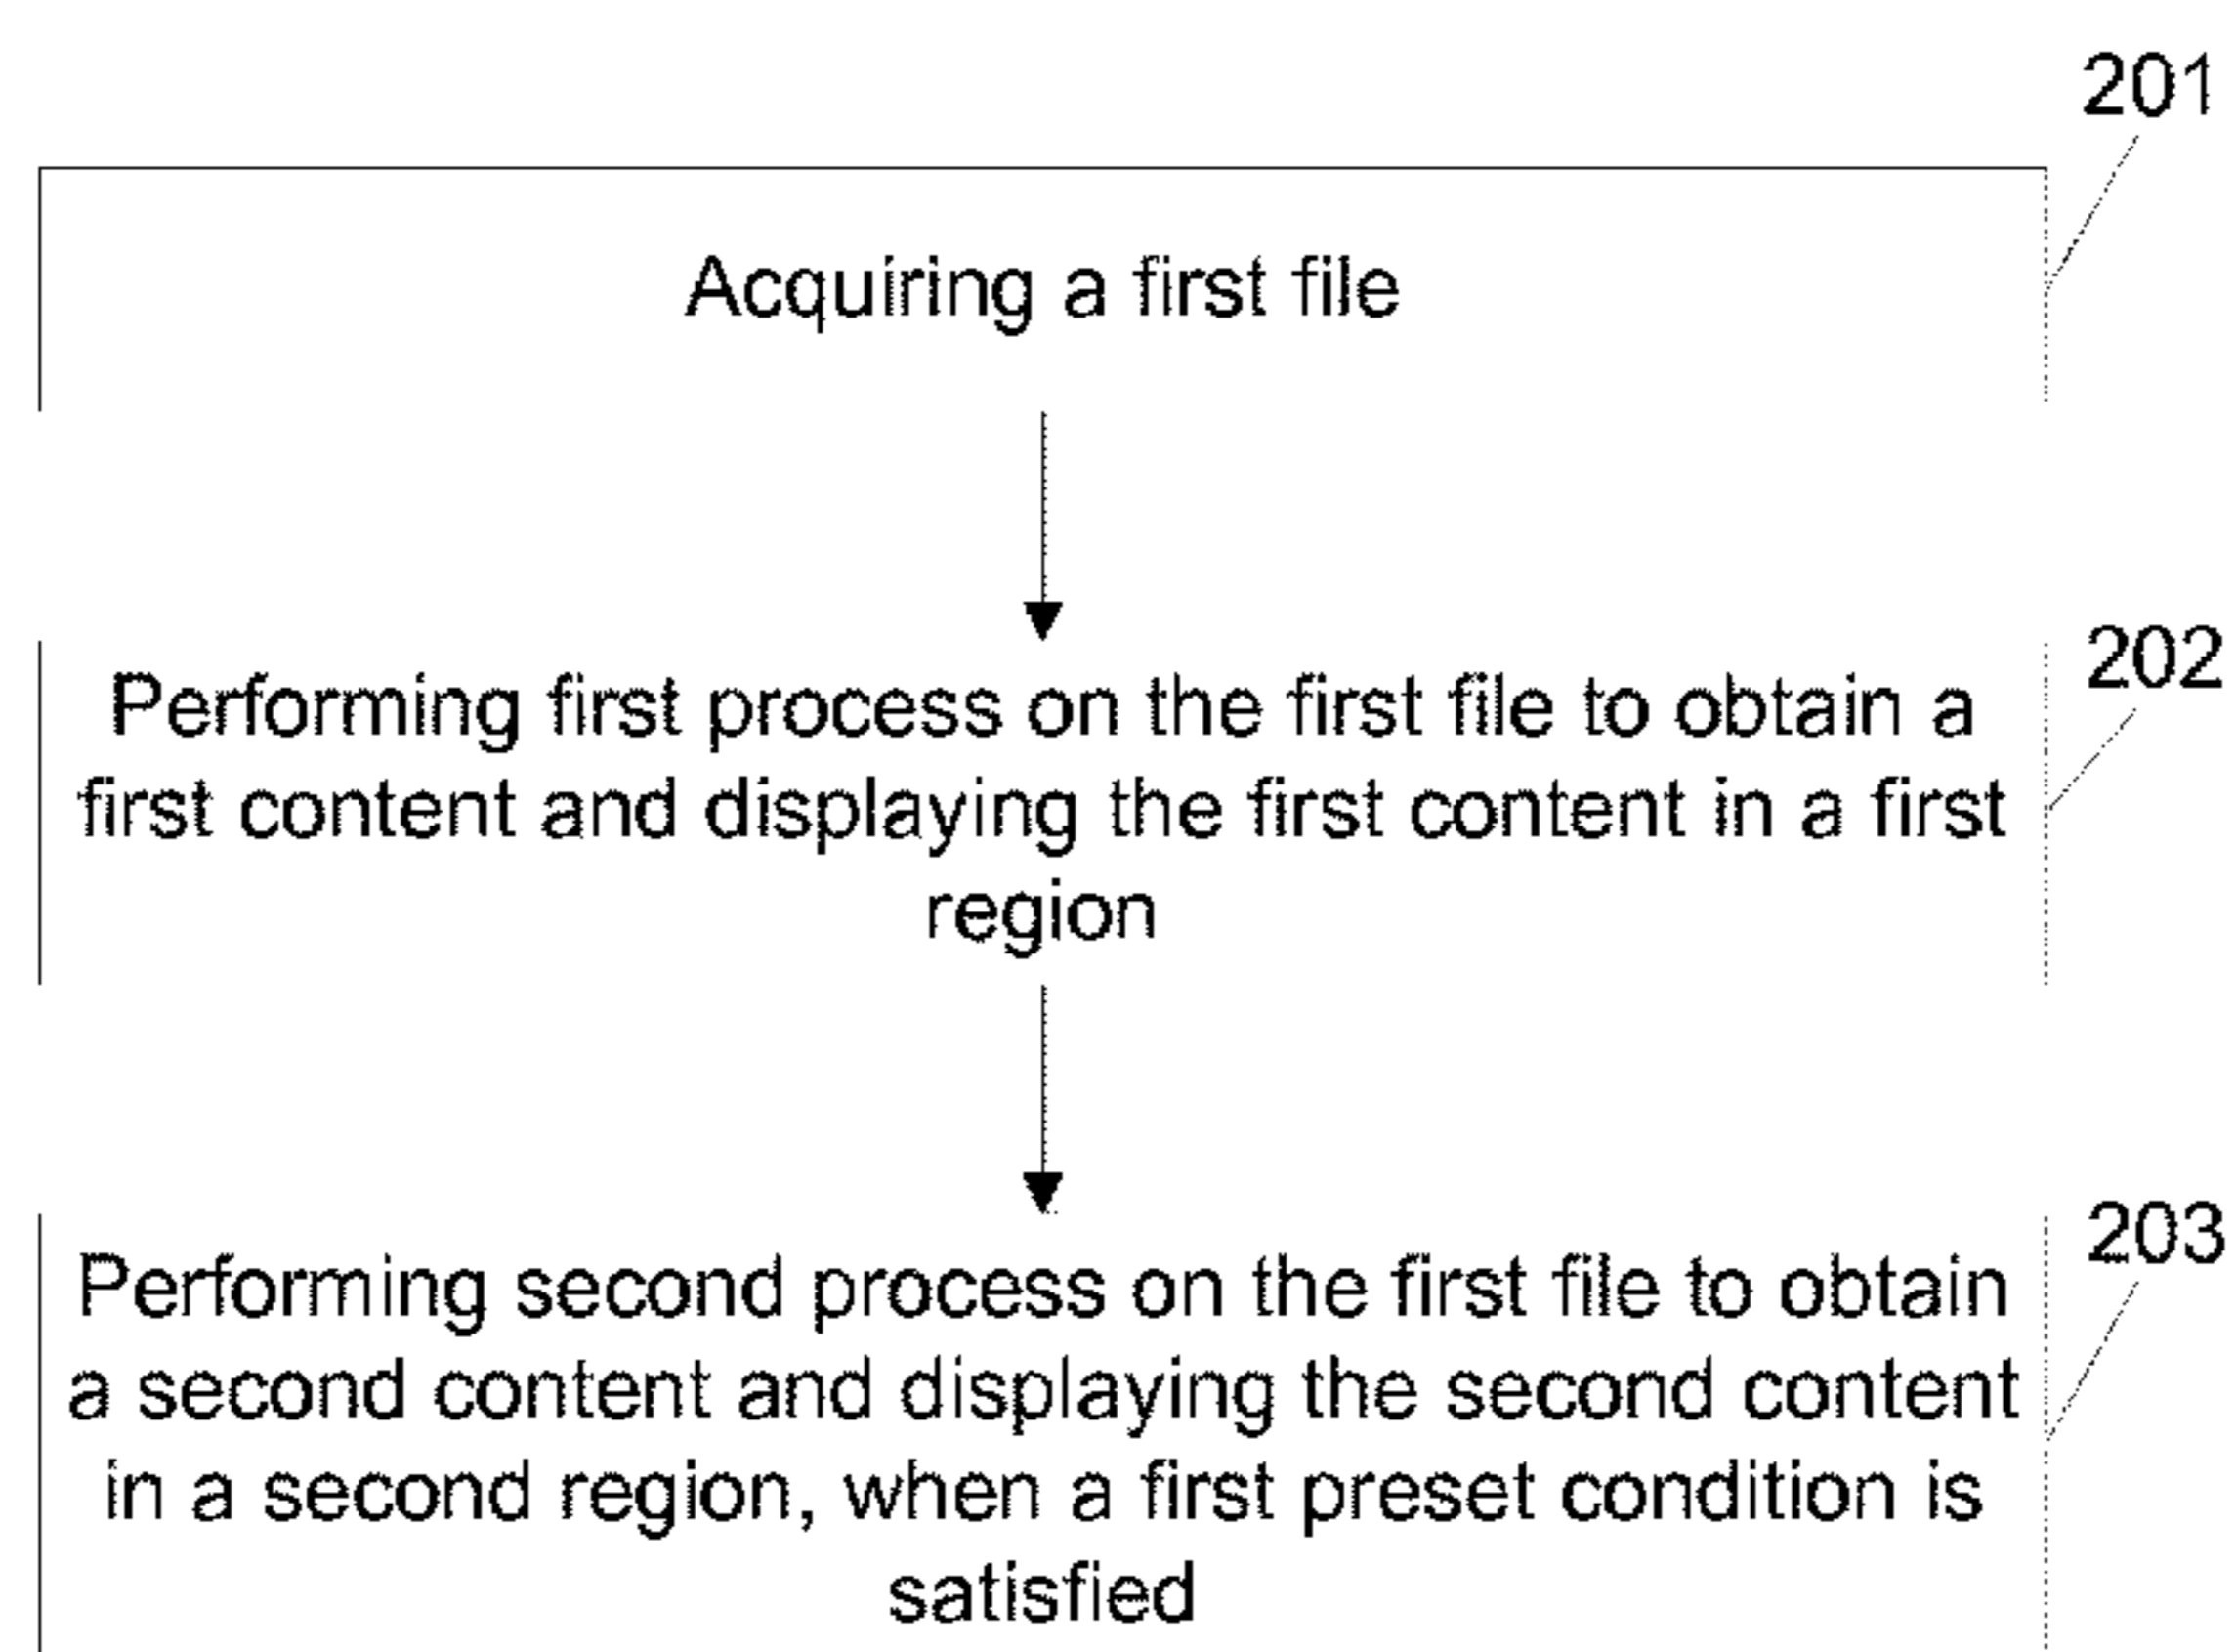 201
Acquiring a first file
202
Performing first process on the first file to obtain a
first content and displaying the first content in a first
region
203
Performing second process on the first file to obtain
a second content and displaying the second content
in a second region, when a first preset condition is
satisfied